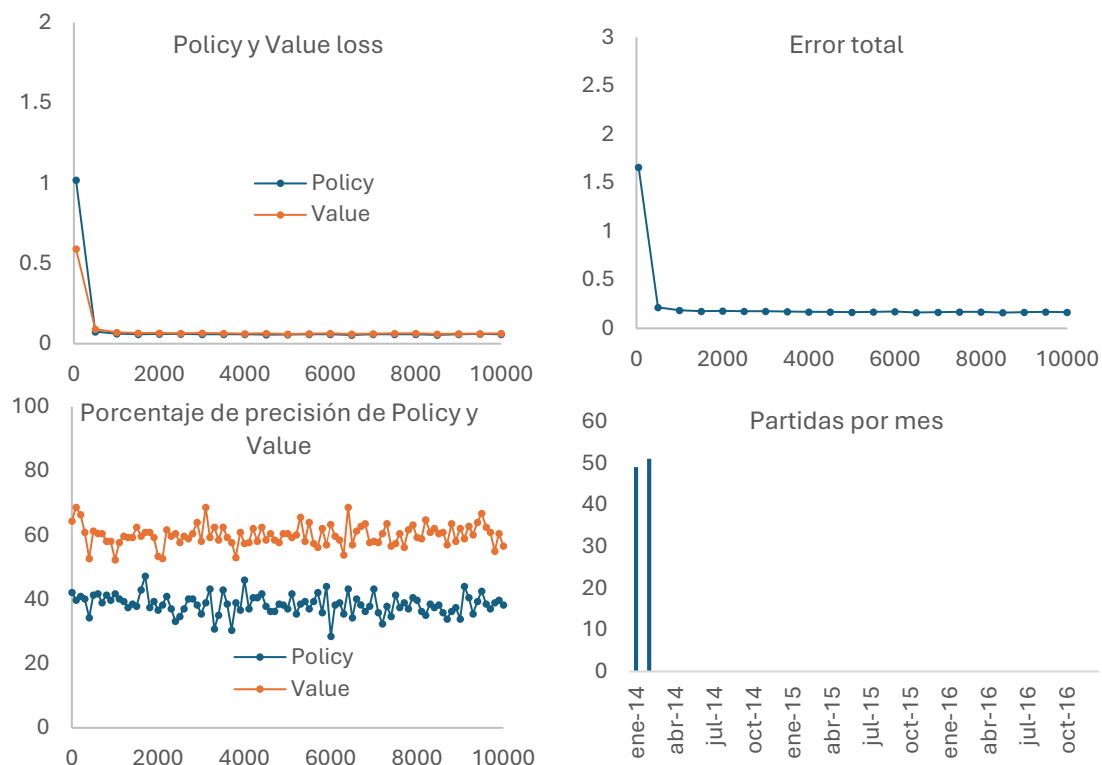 Policy y Value loss
2
1.5
1
0.5
0
Policy
Value
0 2000 4000 6000 8000 10000
Error total
3
2.5
2
1.5
1
0.5
0
0 2000 4000 6000 8000 10000
Porcentaje de precisión de Policy y
Value
100
80
60
40
20
0
Policy
Value
0 2000 4000 6000 8000 10000
Partidas por mes
60
50
40
30
20
10
0
ene-14 abr-14 jul-14 oct-14 ene-15 abr-15 jul-15 oct-15 ene-16 abr-16 jul-16 oct-16